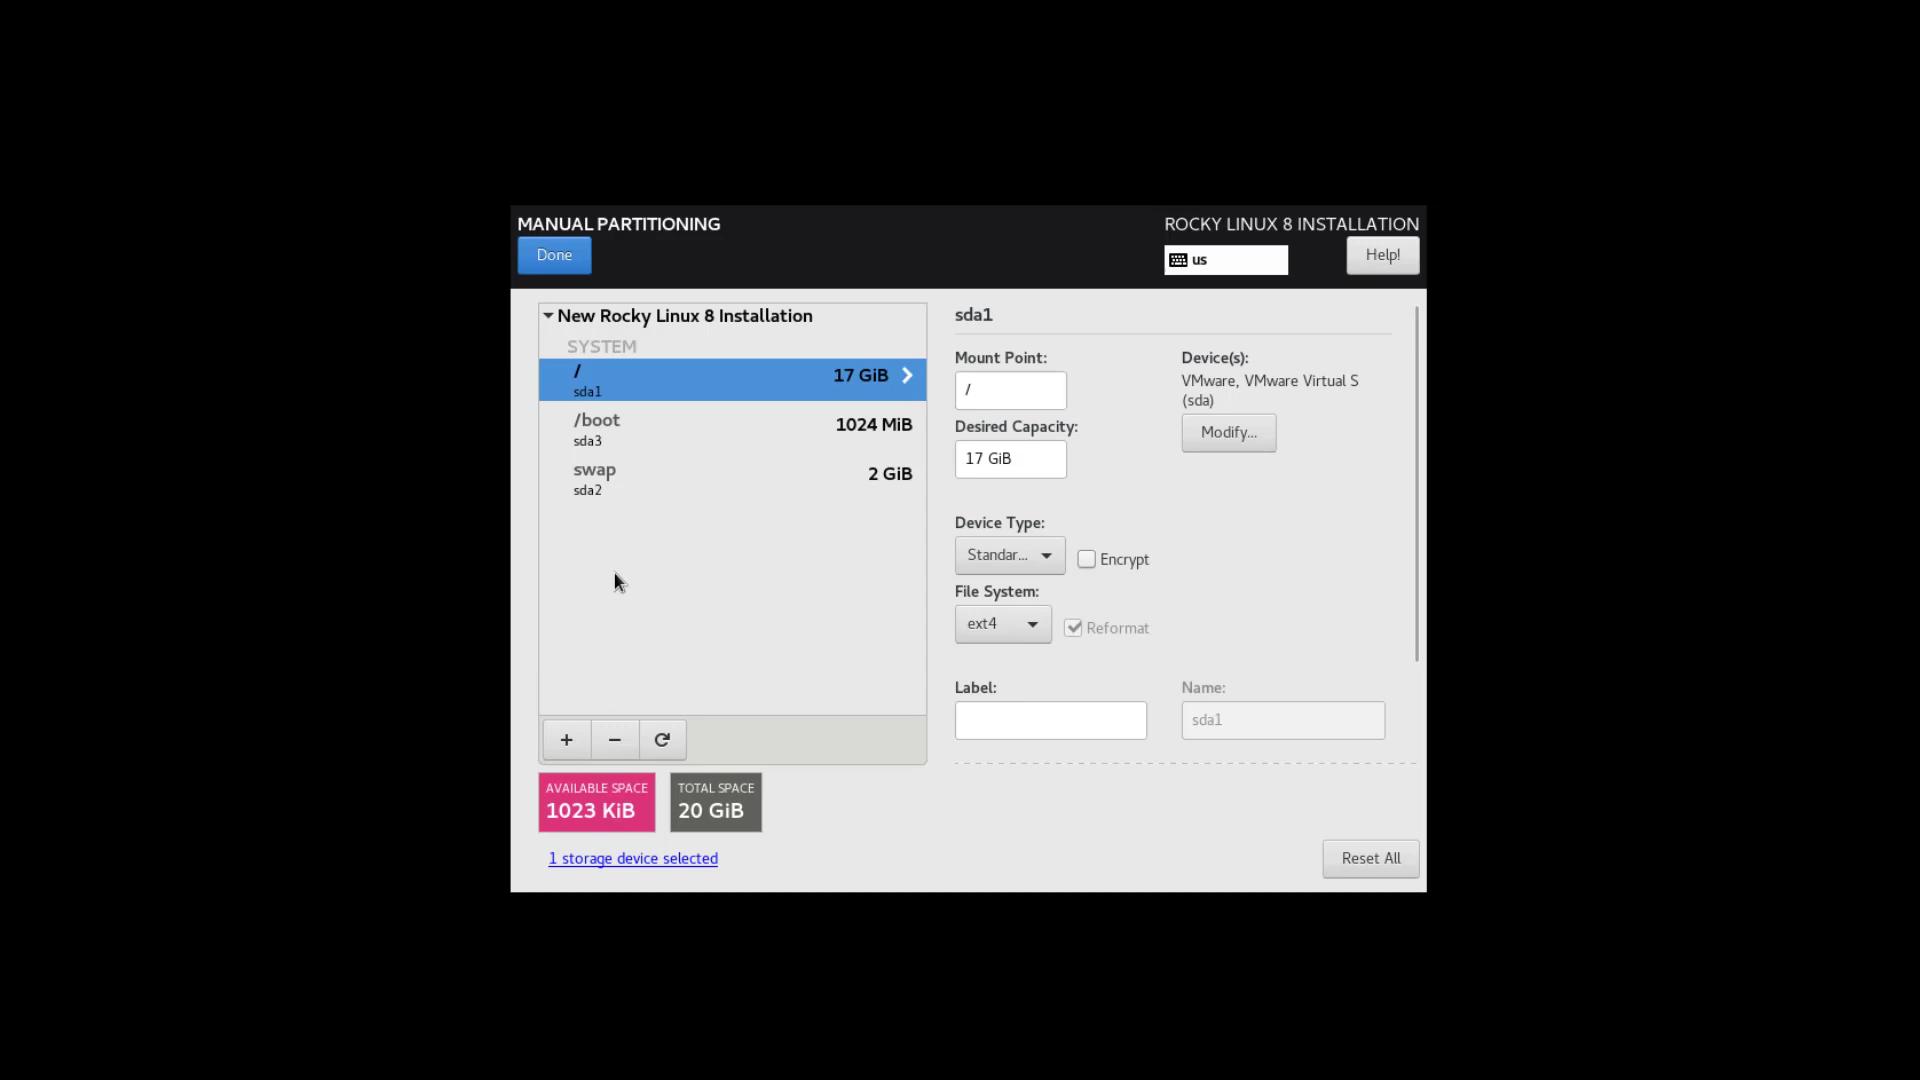 MANUAL PARTITIONING
ROCKY LINUX 8 INSTALLATION
Done
us
Help!
New Rocky Linux 8 Installation
SYSTEM
/
17 GiB
sda1
/boot
1024 MiB
sda3
swap
2 GiB
sda2
+ −
AVAILABLE SPACE
1023 KiB
TOTAL SPACE
20 GiB
1 storage device selected
sda1
Mount Point:
/
Device(s):
VMware, VMware Virtual S
(sda)
Modify...
Desired Capacity:
17 GiB
Device Type:
Standar...
Encrypt
File System:
ext4
Reformat
Label:
Name:
sda1
Reset All